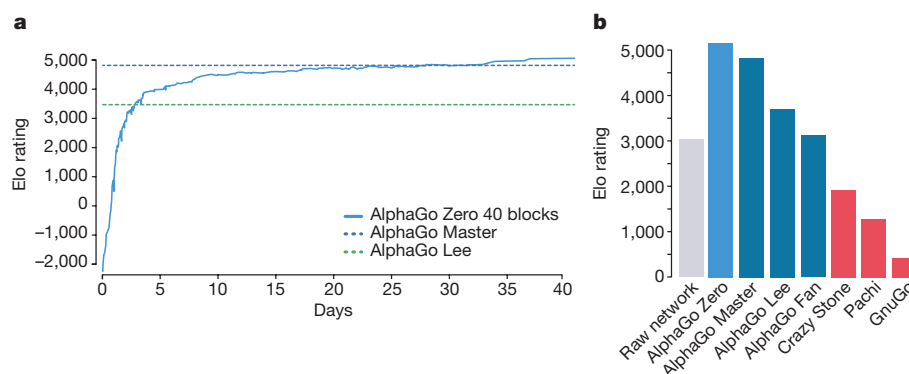 a
5,000
4,000
3,000
2,000
1,000
0
−1,000
−2,000
Elo rating
0 5 10 15 20 25 30 35 40
Days
AlphaGo Zero 40 blocks
AlphaGo Master
AlphaGo Lee
b
5,000
4,000
3,000
2,000
1,000
0
Elo rating
Raw network
AlphaGo Zero
AlphaGo Master
AlphaGo Lee
AlphaGo Fan
Crazy Stone
Pachi
GnuGo